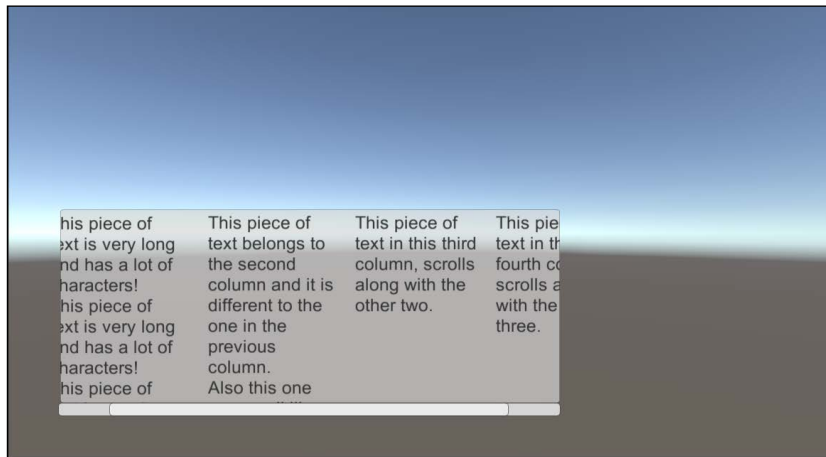 his piece of
ext is very long
nd has a lot of
haracters!
his piece of
ext is very long
nd has a lot of
haracters!
his piece of
This piece of
text belongs to
the second
column and it is
different to the
one in the
previous
column.
Also this one
This piece of
text in this third
column, scrolls
along with the
other two.
This pie
text in th
fourth co
scrolls a
with the
three.